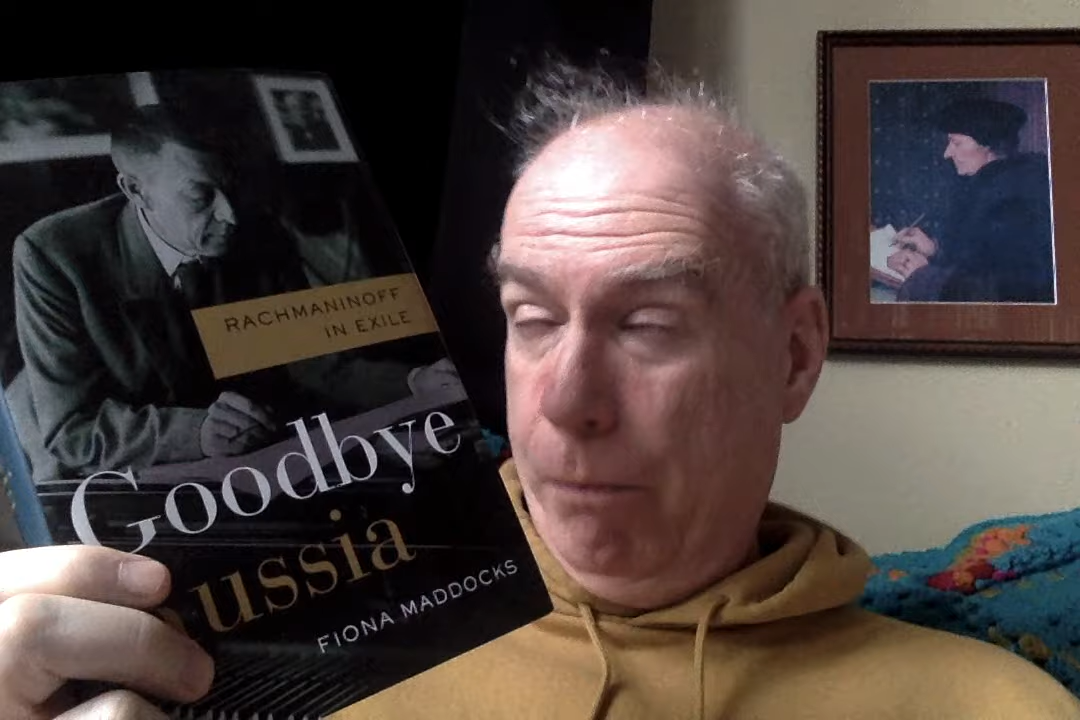 RACHMANINOFF
IN EXILE
Goodbye
ussia
FIONA MADDOCKS